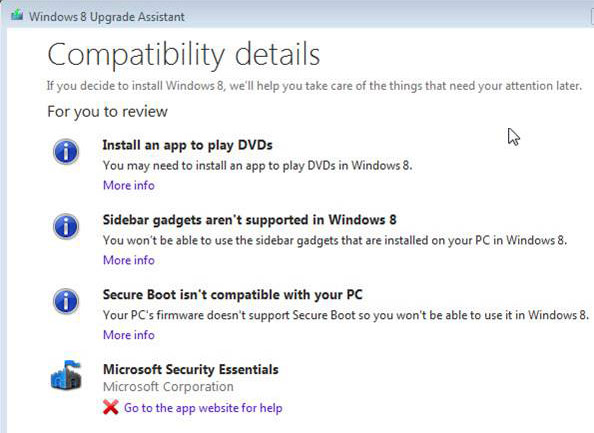 Windows 8 Upgrade Assistant
Compatibility details
If you decide to install Windows 8, we'll help you take care of the things that need your attention later.
For you to review
Install an app to play DVDs
You may need to install an app to play DVDs in Windows 8.
More info
Sidebar gadgets aren't supported in Windows 8
You won't be able to use the sidebar gadgets that are installed on your PC in Windows 8.
More info
Secure Boot isn't compatible with your PC
Your PC's firmware doesn't support Secure Boot so you won't be able to use it in Windows 8.
More info
Microsoft Security Essentials
Microsoft Corporation
Go to the app website for help